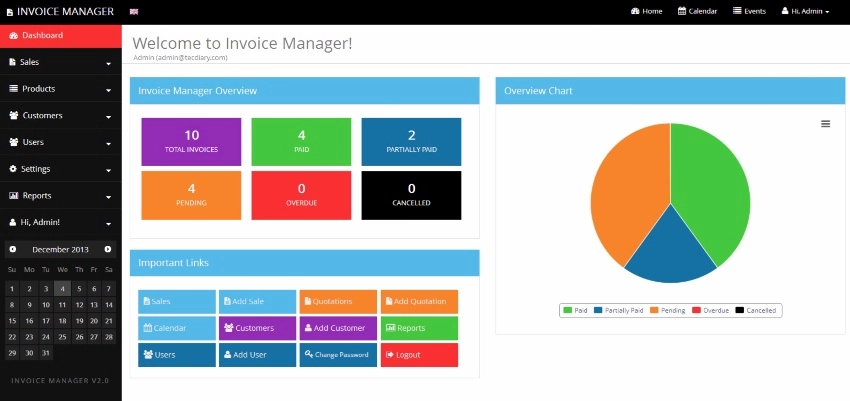 INVOICE MANAGER
Home Calendar Events Hi, Admin
Dashboard
Sales
Products
Customers
Users
Settings
Reports
Hi, Admin!
December 2013
Su Mo Tu We Th Fr Sa
1 2 3 4 5 6 7
8 9 10 11 12 13 14
15 16 17 18 19 20 21
22 23 24 25 26 27 28
29 30 31
INVOICE MANAGER V2.0
Welcome to Invoice Manager!
Admin (admin@tecdiary.com)
Invoice Manager Overview
10 4 2
TOTAL INVOICES PAID PARTIALLY PAID
4 0 0
PENDING OVERDUE CANCELLED
Important Links
Sales Add Sale Quotations Add Quotation
Calendar Customers Add Customer Reports
Users Add User Change Password Logout
Overview Chart
Paid Partially Paid Pending Overdue Cancelled